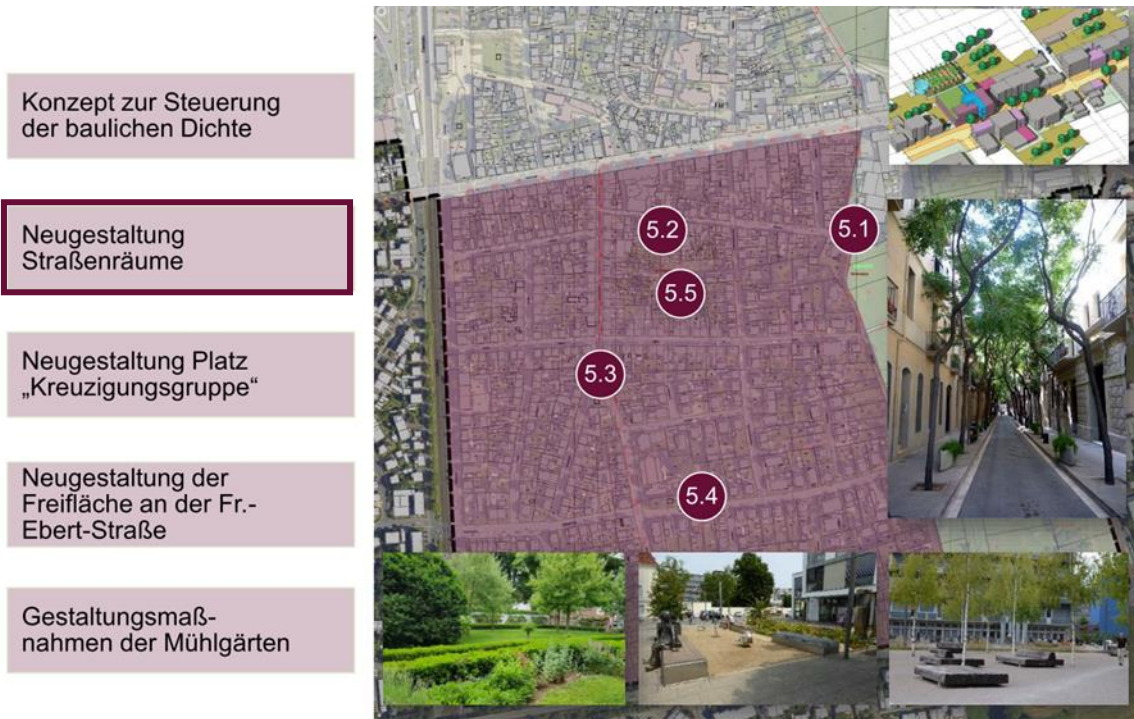 Konzept zur Steuerung
der baulichen Dichte
Neugestaltung
Straßenräume
Neugestaltung Platz
„Kreuzigungsgruppe“
Neugestaltung der
Freifläche an der Fr.-
Ebert-Straße
Gestaltungsmaß-
nahmen der Mühlgärten
5.2
5.1
5.5
5.3
5.4